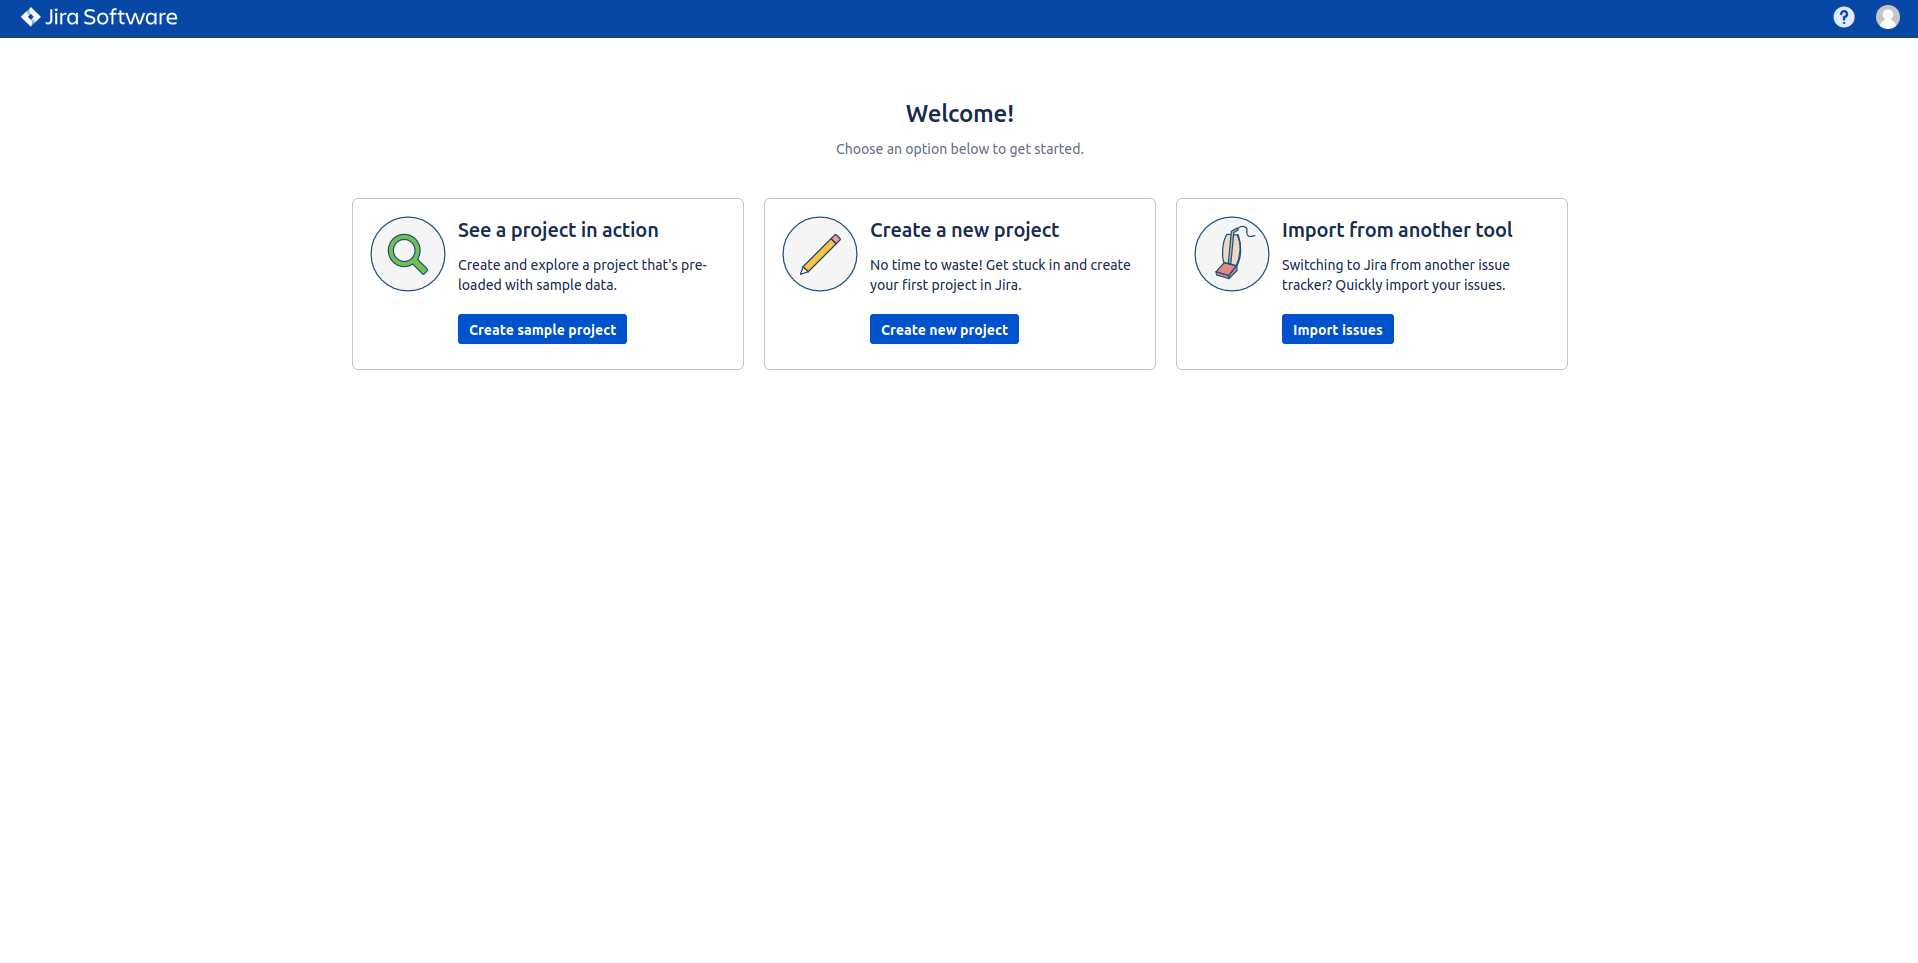 Jira Software
?
Welcome!
Choose an option below to get started.
See a project in action
Create and explore a project that's pre-
loaded with sample data.
Create sample project
Create a new project
No time to waste! Get stuck in and create
your first project in Jira.
Create new project
Import from another tool
Switching to Jira from another issue
tracker? Quickly import your issues.
Import issues